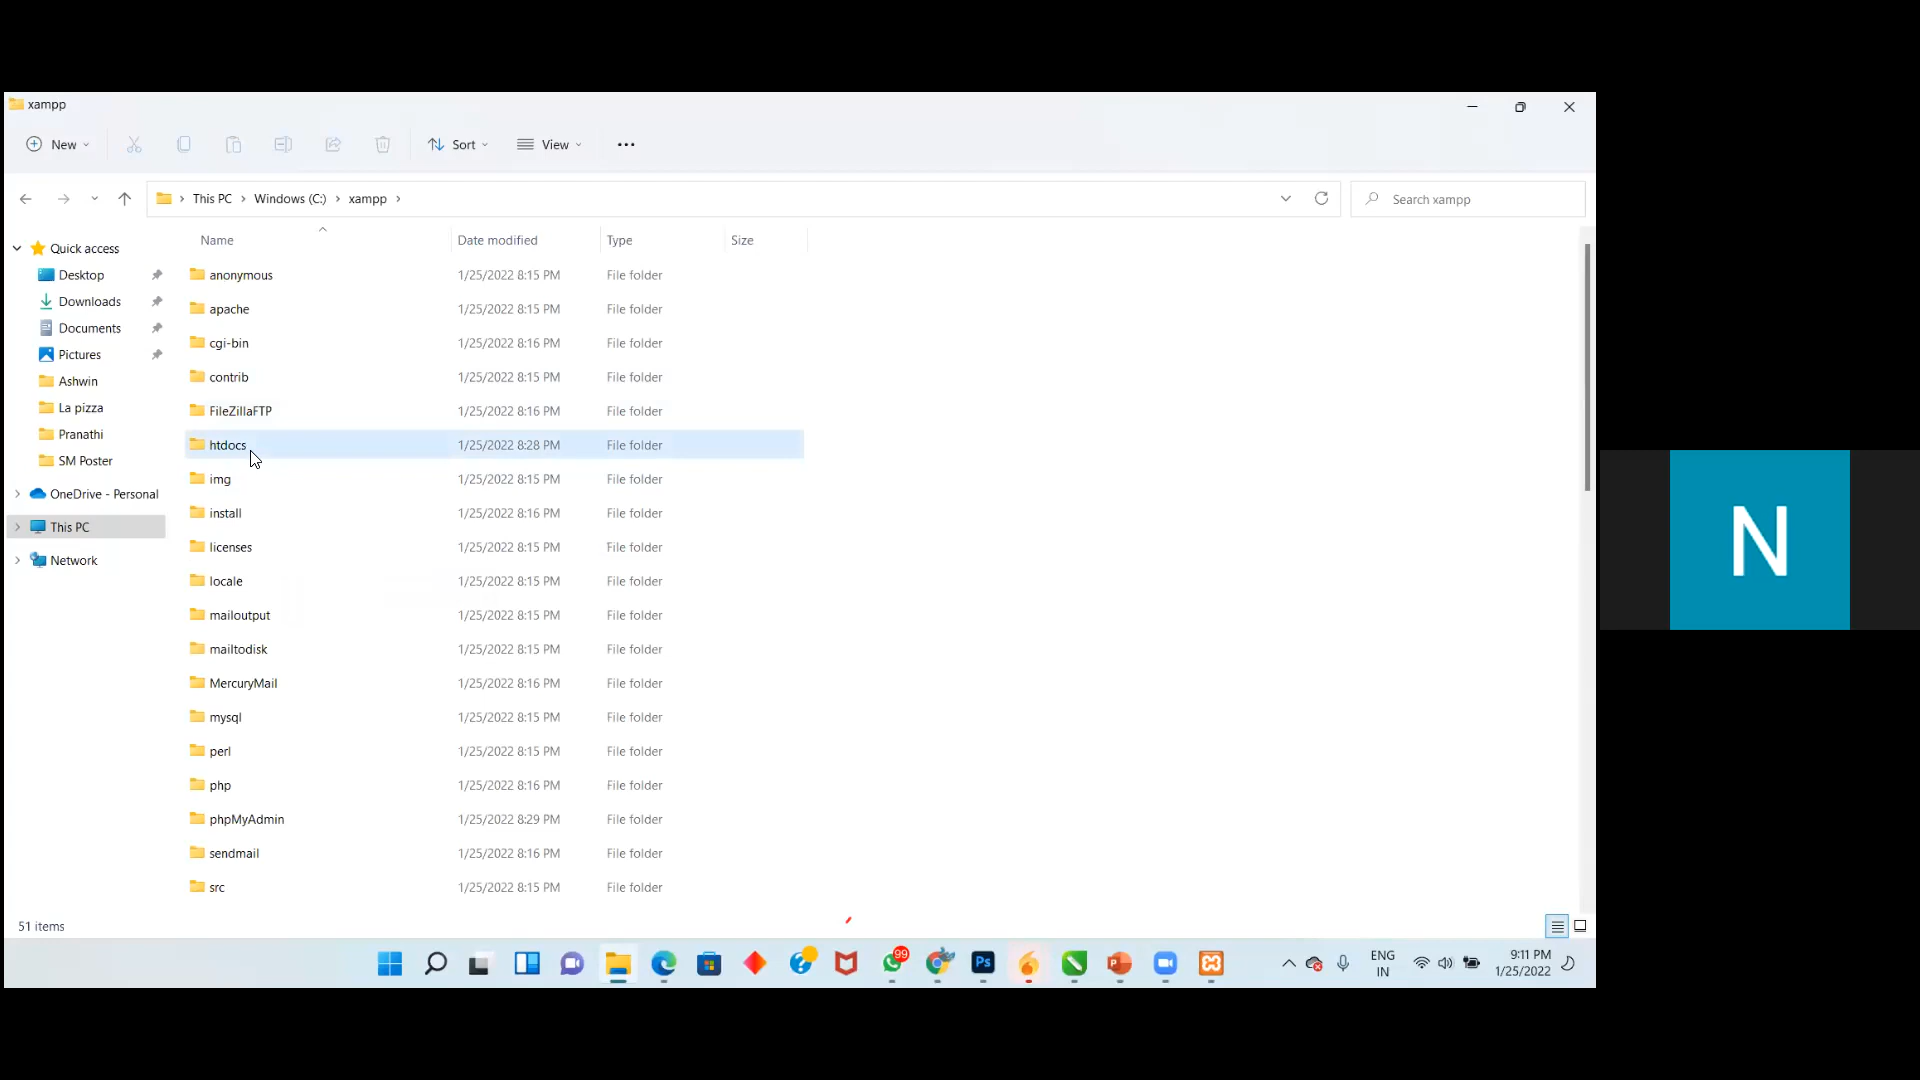 xampp
New
Sort
View
This PC
Windows (C:)
xampp
Search xampp
Name
Date modified
Type
Size
Quick access
Desktop
Downloads
Documents
Pictures
Ashwin
La pizza
Pranathi
SM Poster
OneDrive - Personal
This PC
Network
anonymous 1/25/2022 8:15 PM File folder
apache 1/25/2022 8:15 PM File folder
cgi-bin 1/25/2022 8:16 PM File folder
contrib 1/25/2022 8:15 PM File folder
FileZillaFTP 1/25/2022 8:16 PM File folder
htdocs 1/25/2022 8:28 PM File folder
img 1/25/2022 8:15 PM File folder
install 1/25/2022 8:16 PM File folder
licenses 1/25/2022 8:15 PM File folder
locale 1/25/2022 8:15 PM File folder
mailoutput 1/25/2022 8:15 PM File folder
mailtodisk 1/25/2022 8:15 PM File folder
MercuryMail 1/25/2022 8:16 PM File folder
mysql 1/25/2022 8:15 PM File folder
perl 1/25/2022 8:15 PM File folder
php 1/25/2022 8:16 PM File folder
phpMyAdmin 1/25/2022 8:29 PM File folder
sendmail 1/25/2022 8:16 PM File folder
src 1/25/2022 8:15 PM File folder
51 items
99
Ps
ENG
IN
9:11 PM
1/25/2022
N